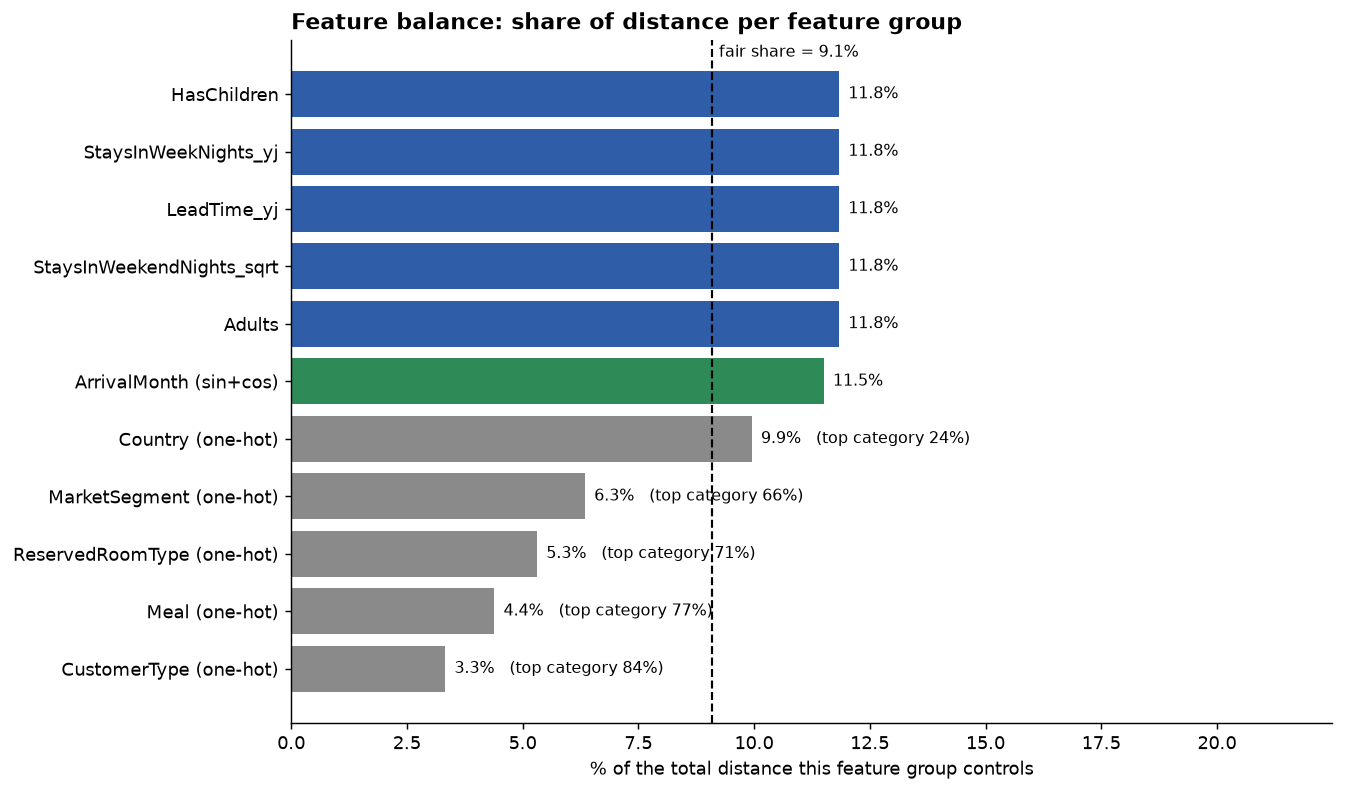 Feature balance: share of distance per feature group
fair share = 9.1%
HasChildren 11.8%
StaysInWeekNights_yj 11.8%
LeadTime_yj 11.8%
StaysInWeekendNights_sqrt 11.8%
Adults 11.8%
ArrivalMonth (sin+cos) 11.5%
Country (one-hot) 9.9% (top category 24%)
MarketSegment (one-hot) 6.3% (top category 66%)
ReservedRoomType (one-hot) 5.3% (top category 71%)
Meal (one-hot) 4.4% (top category 77%)
CustomerType (one-hot) 3.3% (top category 84%)
0.0 2.5 5.0 7.5 10.0 12.5 15.0 17.5 20.0
% of the total distance this feature group controls